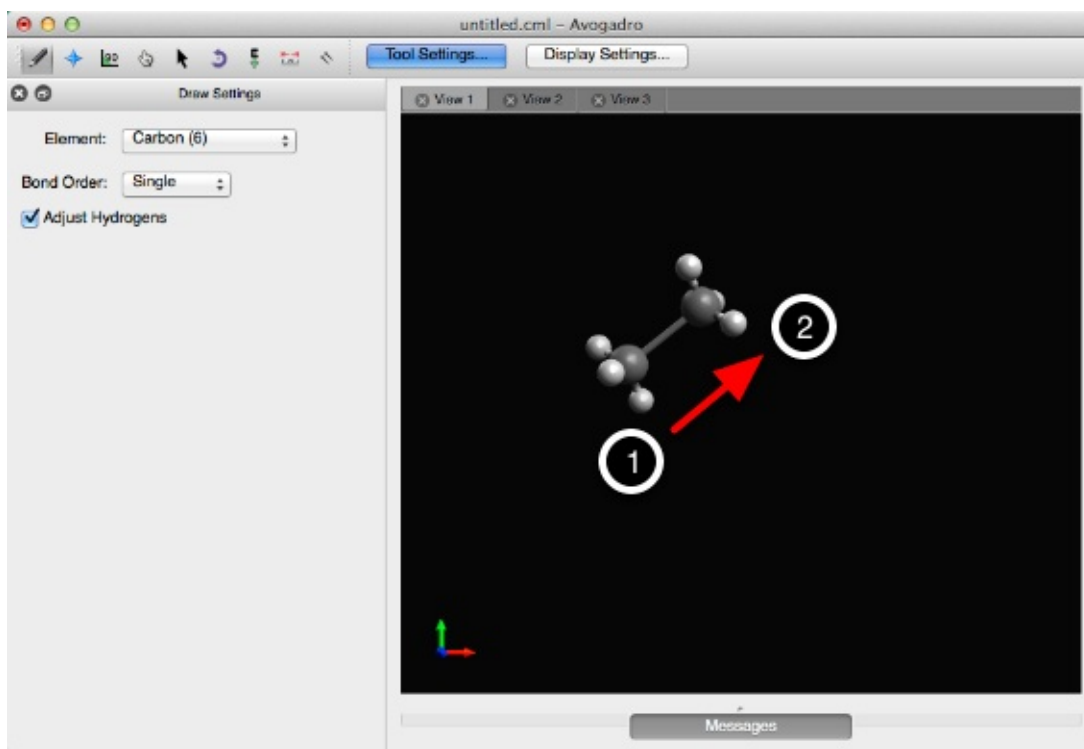 untitled.cml – Avogadro
Tool Settings...
Display Settings...
Draw Settings
View 1
View 2
View 3
Element: Carbon (6)
Bond Order: Single
Adjust Hydrogens
2
1
Messages